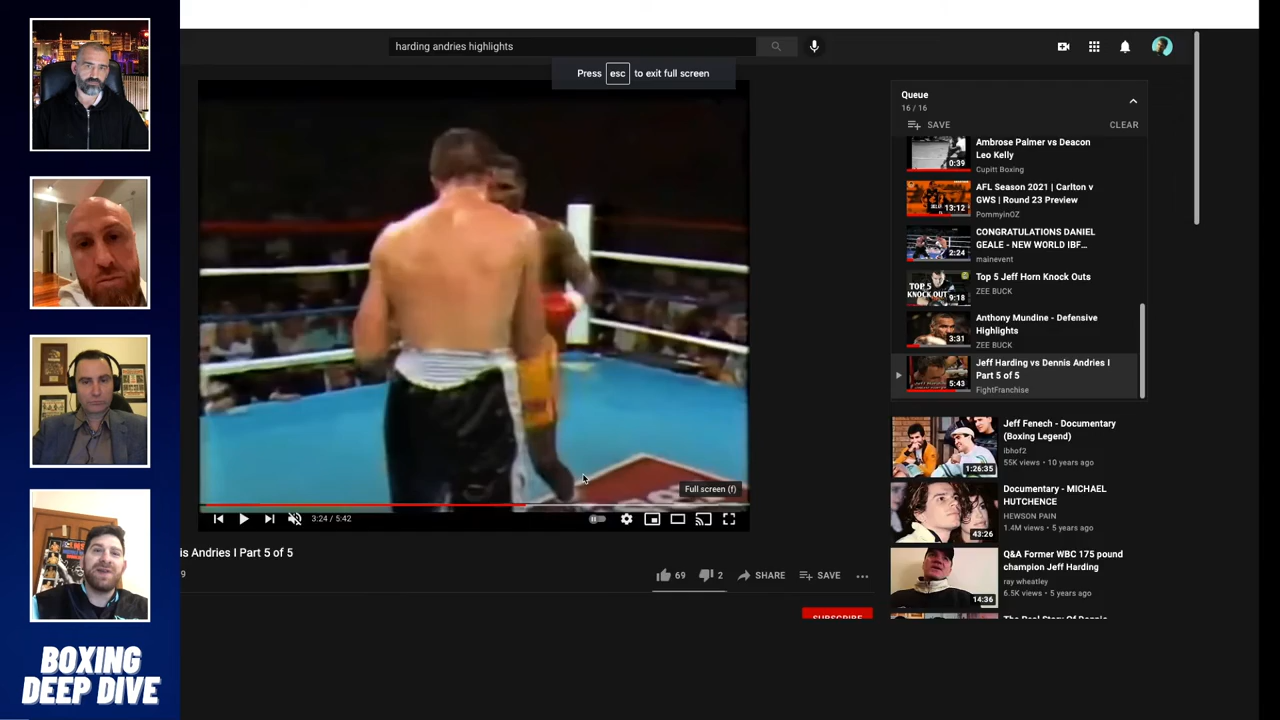 harding andries highlights
Press esc to exit full screen
Queue
16 / 16
SAVE
CLEAR
Ambrose Palmer vs Deacon
Leo Kelly
Cupitt Boxing
0:39
AFL Season 2021 | Carlton v
GWS | Round 23 Preview
PommyinOZ
13:12
CONGRATULATIONS DANIEL
GEALE - NEW WORLD IBF...
mainevent
2:24
Top 5 Jeff Horn Knock Outs
ZEE BUCK
TOP 5
KNOCK OUT
9:18
Anthony Mundine - Defensive
Highlights
ZEE BUCK
3:31
Jeff Harding vs Dennis Andries I
Part 5 of 5
FightFranchise
5:43
Jeff Fenech - Documentary
(Boxing Legend)
ibhof2
55K views • 10 years ago
1:26:35
Documentary - MICHAEL
HUTCHENCE
HEWSON PAIN
1.4M views • 5 years ago
43:26
Q&A Former WBC 175 pound
champion Jeff Harding
ray wheatley
6.5K views • 5 years ago
14:36
Full screen (f)
3:24 / 5:42
is Andries I Part 5 of 5
9
69
2
SHARE
SAVE
SUBSCRIBE
BOXING
DEEP DIVE